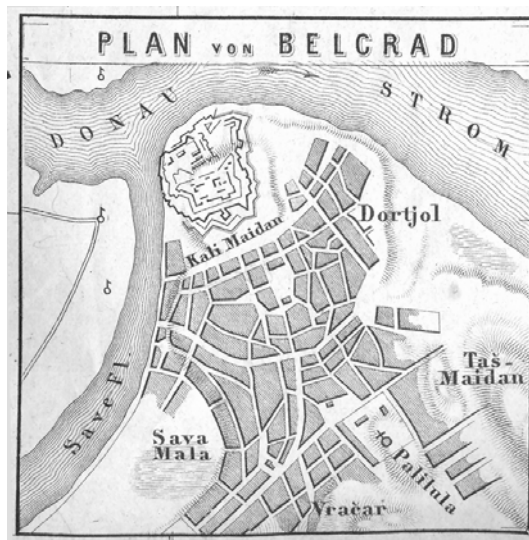 PLAN VON BELGRAD
DONAU STROM
Dortjol
Kali Maidan
Save Fl.
Taš-
Maidan
Sava
Mala
Palilula
Vračar